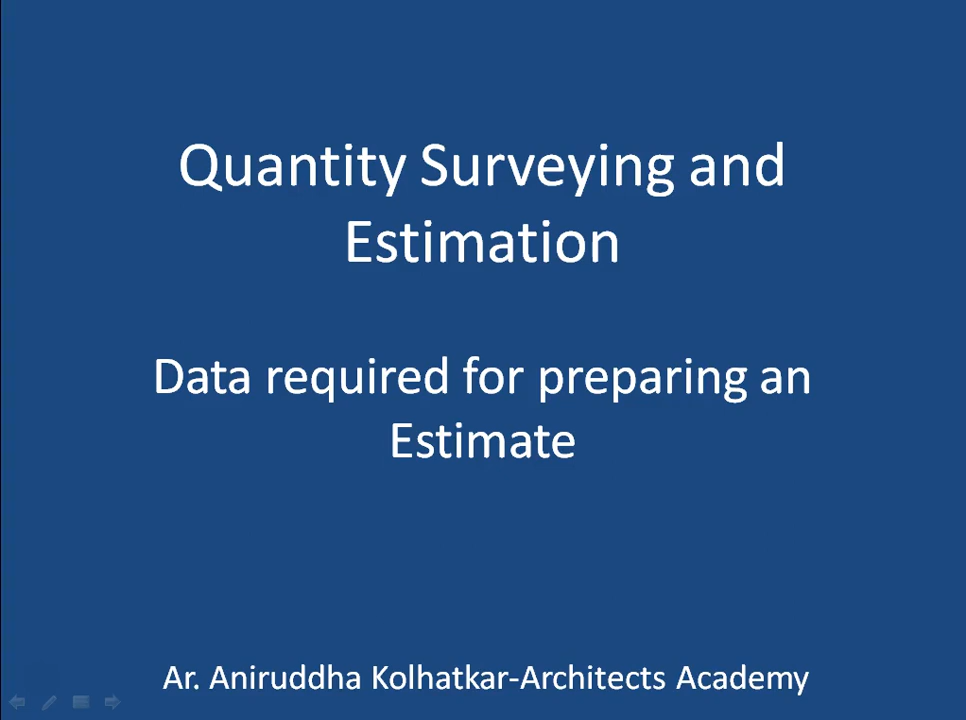 Quantity Surveying and
Estimation
Data required for preparing an
Estimate
Ar. Aniruddha Kolhatkar-Architects Academy